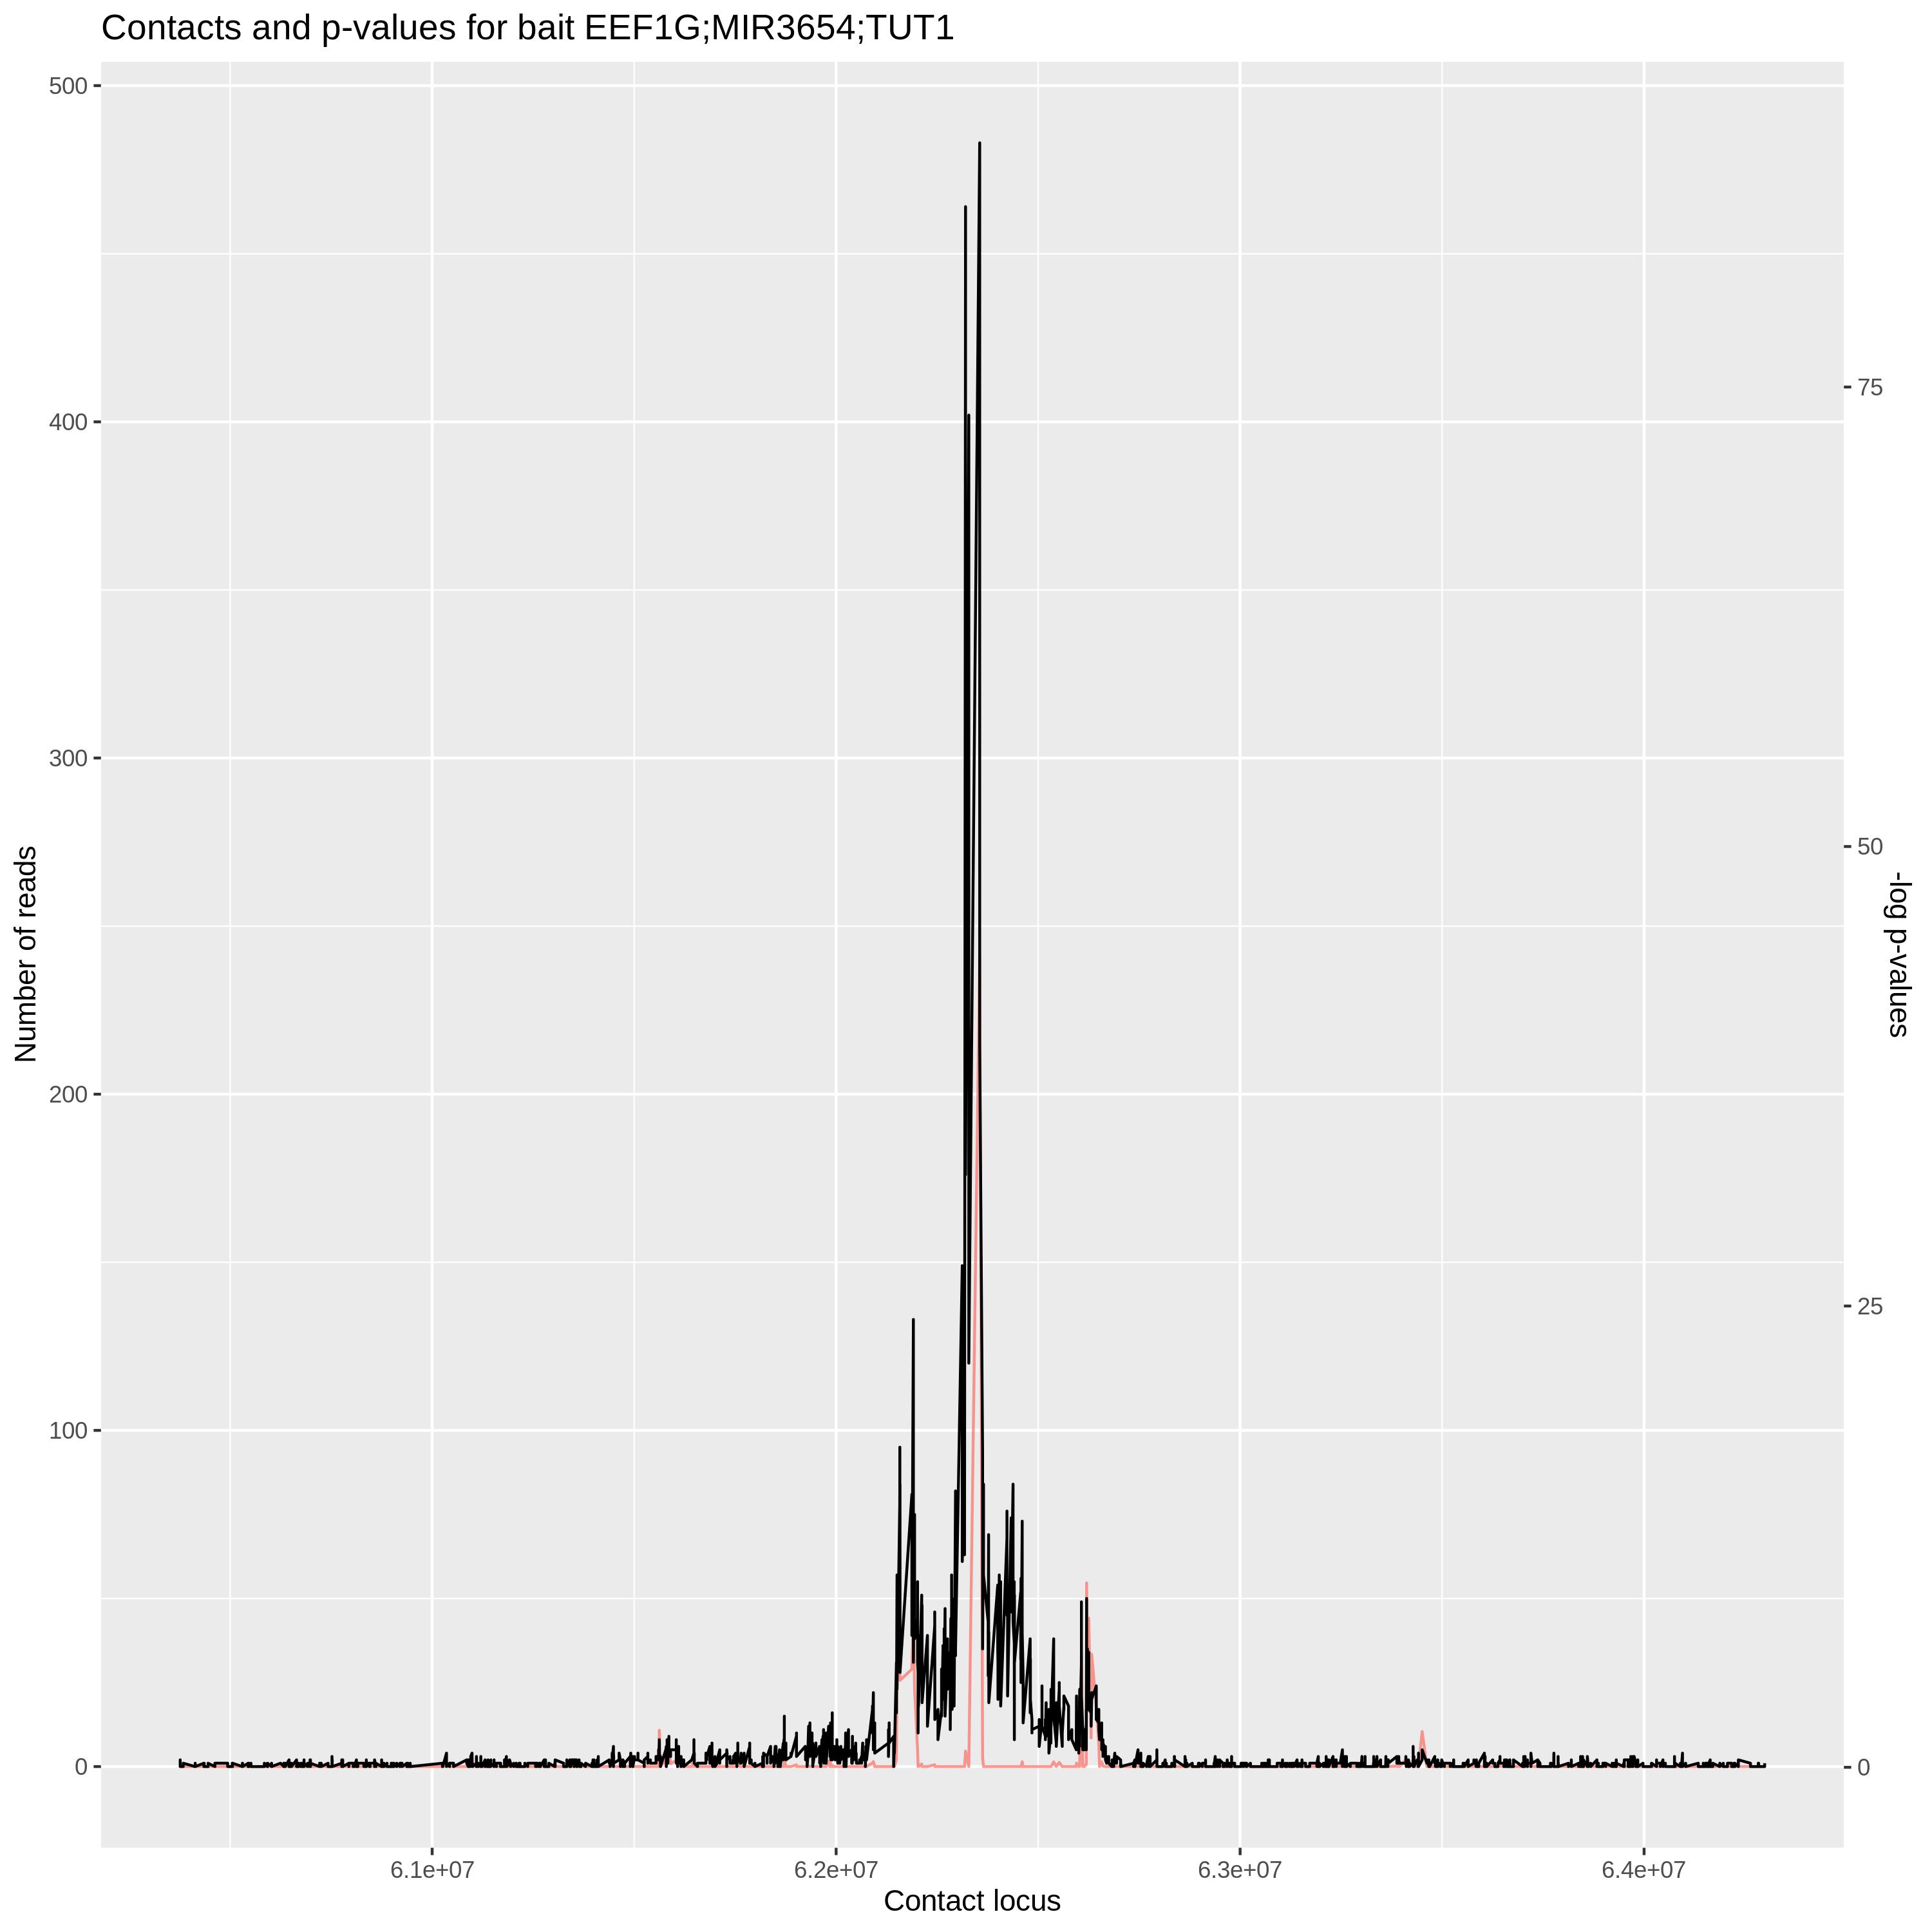 Contacts and p-values for bait EEF1G;MIR3654;TUT1
500
400
300
200
100
0
Number of reads
75
50
25
0
-log p-values
6.1e+07
6.2e+07
6.3e+07
6.4e+07
Contact locus